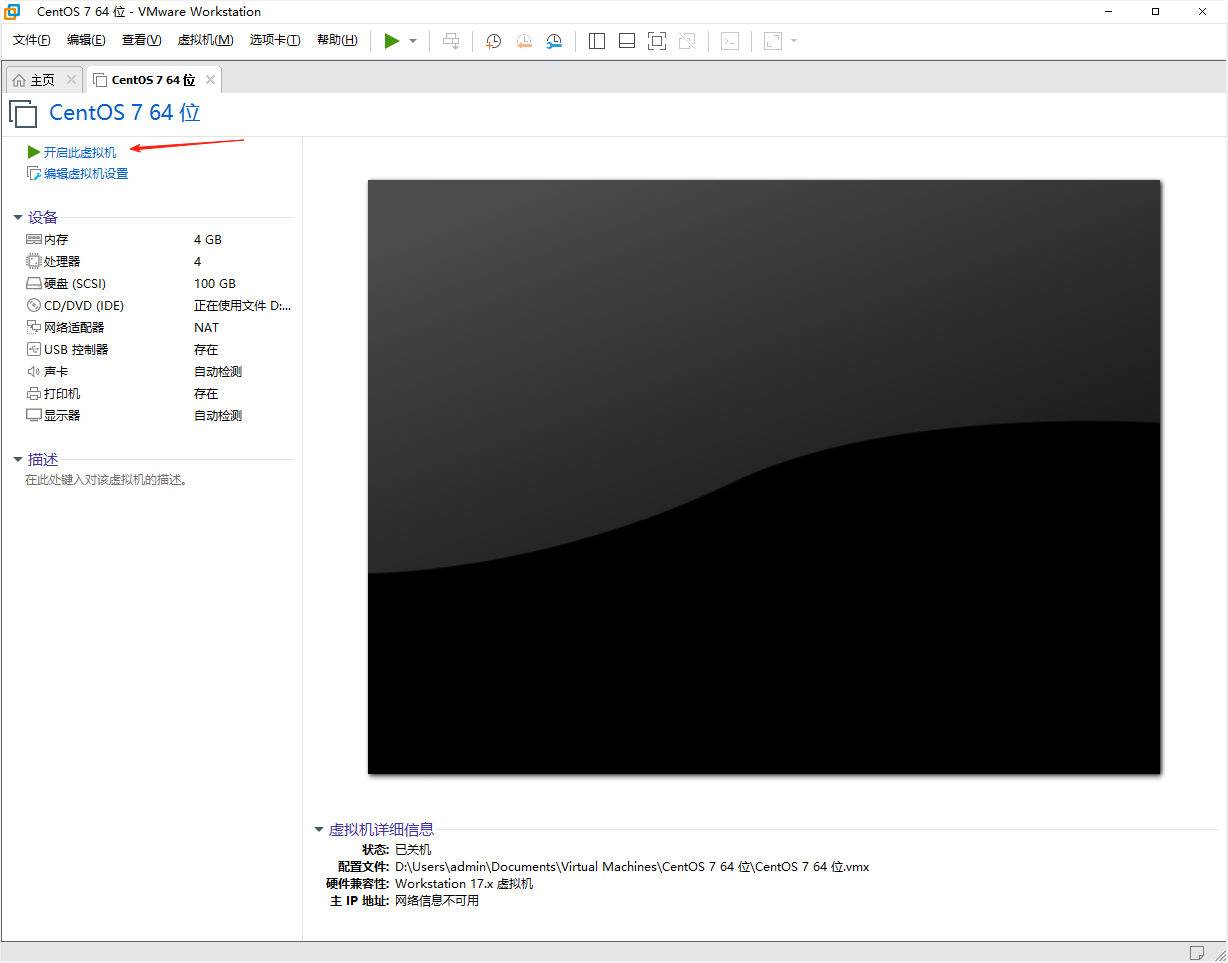 CentOS 7 64 位 - VMware Workstation
文件(F) 编辑(E) 查看(V) 虚拟机(M) 选项卡(T) 帮助(H)
主页 CentOS 7 64 位
CentOS 7 64 位
开启此虚拟机
编辑虚拟机设置
设备
内存 4 GB
处理器 4
硬盘 (SCSI) 100 GB
CD/DVD (IDE) 正在使用文件 D:...
网络适配器 NAT
USB 控制器 存在
声卡 自动检测
打印机 存在
显示器 自动检测
描述
在此处键入对该虚拟机的描述。
虚拟机详细信息
状态: 已关机
配置文件: D:\Users\admin\Documents\Virtual Machines\CentOS 7 64 位\CentOS 7 64 位.vmx
硬件兼容性: Workstation 17.x 虚拟机
主 IP 地址: 网络信息不可用